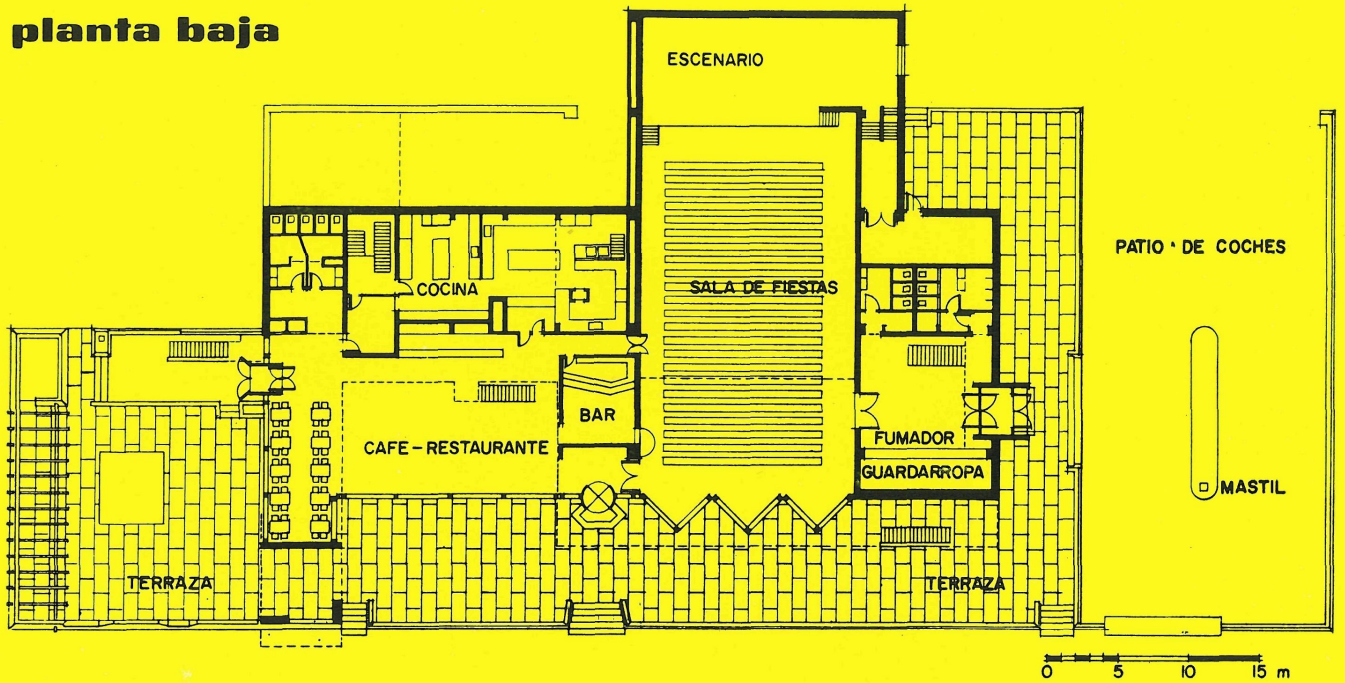 planta baja
ESCENARIO
PATIO DE COCHES
COCINA
SALA DE FIESTAS
BAR
CAFE-RESTAURANTE
FUMADOR
GUARDARROPA
MASTIL
TERRAZA
TERRAZA
0 5 10 15 m